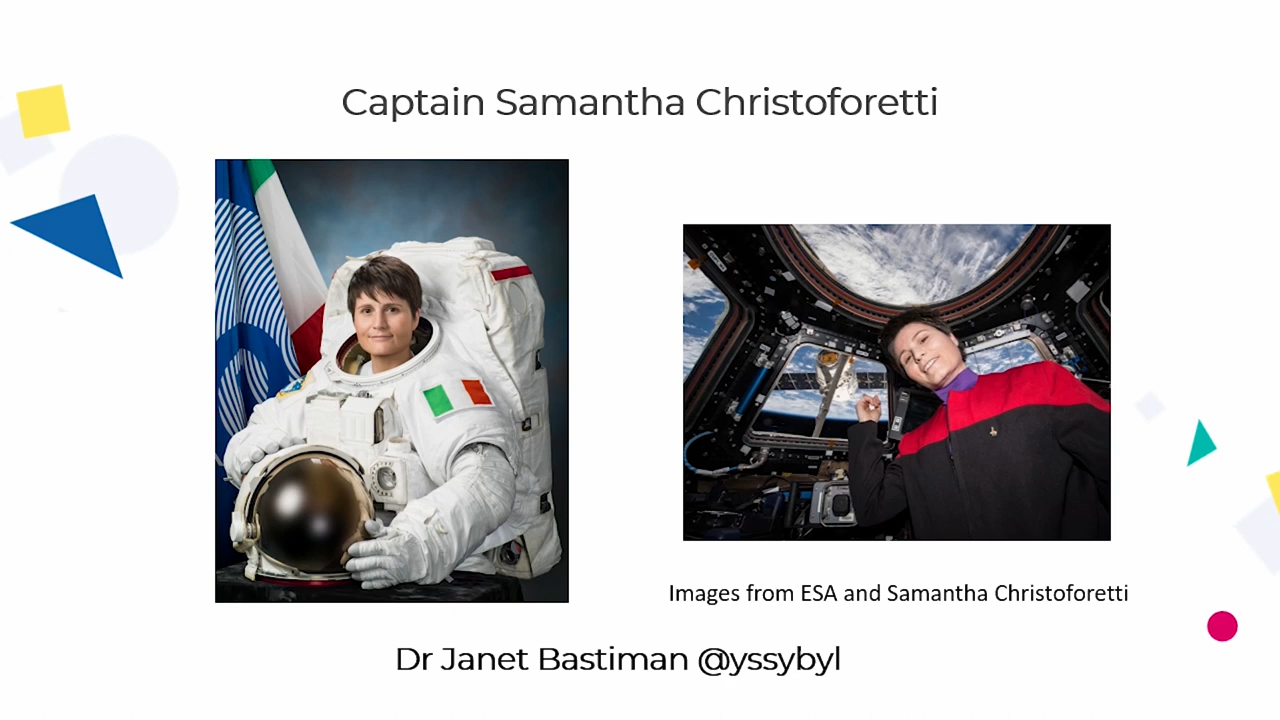 Captain Samantha Christoforetti
Images from ESA and Samantha Christoforetti
Dr Janet Bastiman @yssybyl